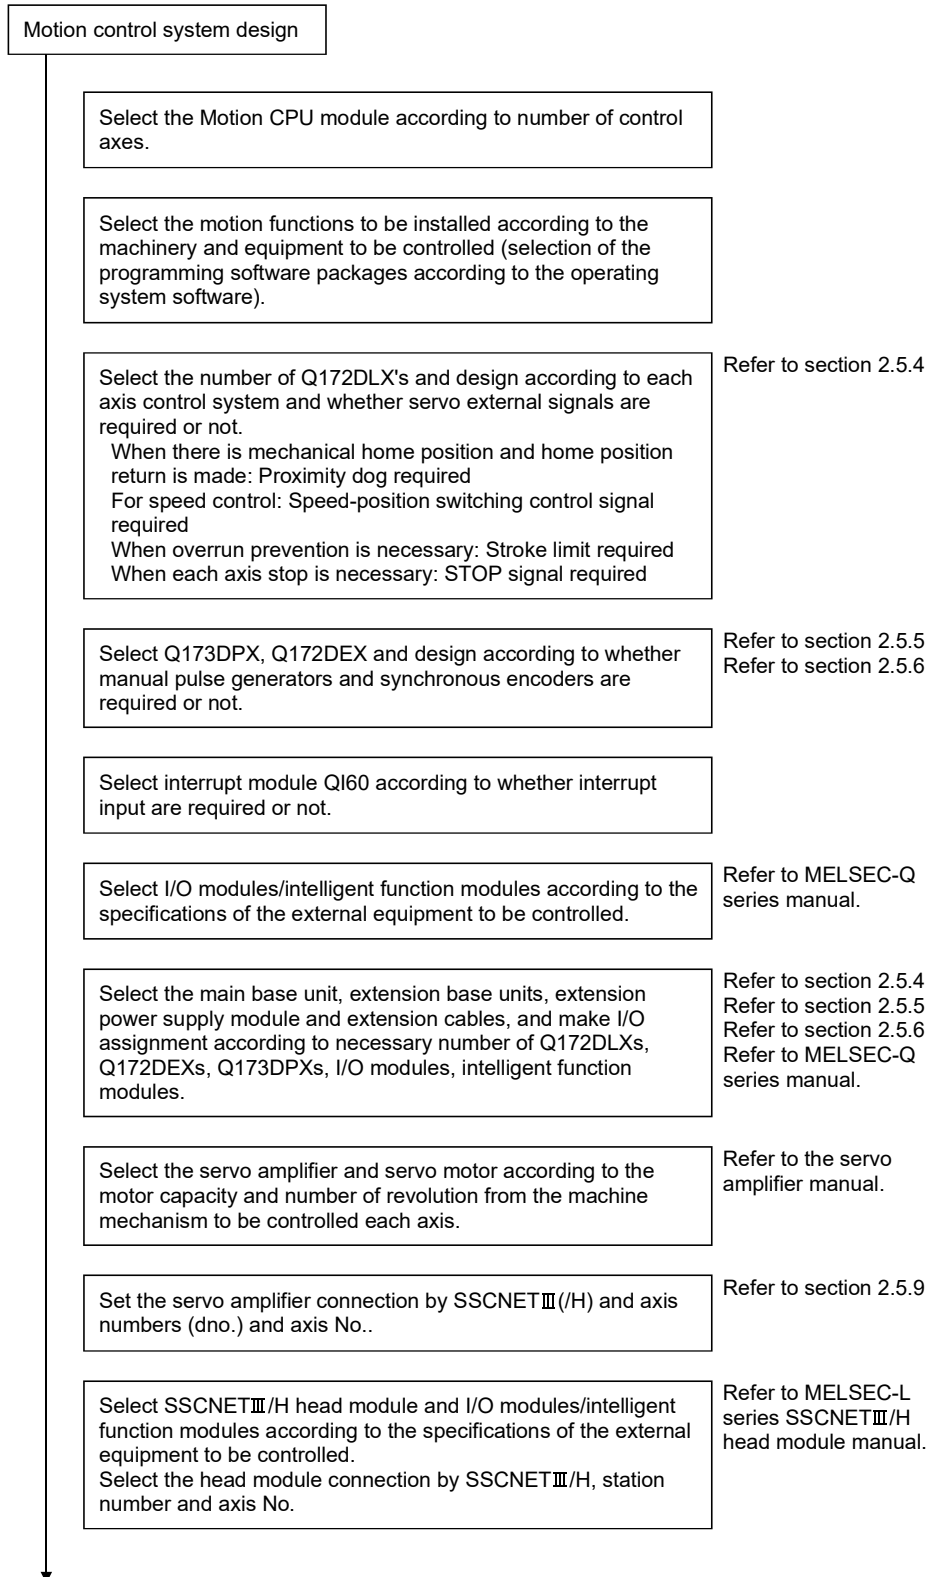 Motion control system design
Select the Motion CPU module according to number of control
axes.
Select the motion functions to be installed according to the
machinery and equipment to be controlled (selection of the
programming software packages according to the operating
system software).
Select the number of Q172DLX's and design according to each
axis control system and whether servo external signals are
required or not.
When there is mechanical home position and home position
return is made: Proximity dog required
For speed control: Speed-position switching control signal
required
When overrun prevention is necessary: Stroke limit required
When each axis stop is necessary: STOP signal required
Refer to section 2.5.4
Select Q173DPX, Q172DEX and design according to whether
manual pulse generators and synchronous encoders are
required or not.
Refer to section 2.5.5
Refer to section 2.5.6
Select interrupt module QI60 according to whether interrupt
input are required or not.
Select I/O modules/intelligent function modules according to the
specifications of the external equipment to be controlled.
Refer to MELSEC-Q
series manual.
Select the main base unit, extension base units, extension
power supply module and extension cables, and make I/O
assignment according to necessary number of Q172DLXs,
Q172DEXs, Q173DPXs, I/O modules, intelligent function
modules.
Refer to section 2.5.4
Refer to section 2.5.5
Refer to section 2.5.6
Refer to MELSEC-Q
series manual.
Select the servo amplifier and servo motor according to the
motor capacity and number of revolution from the machine
mechanism to be controlled each axis.
Refer to the servo
amplifier manual.
Set the servo amplifier connection by SSCNETⅢ(/H) and axis
numbers (dno.) and axis No..
Refer to section 2.5.9
Select SSCNETⅢ/H head module and I/O modules/intelligent
function modules according to the specifications of the external
equipment to be controlled.
Select the head module connection by SSCNETⅢ/H, station
number and axis No.
Refer to MELSEC-L
series SSCNETⅢ/H
head module manual.